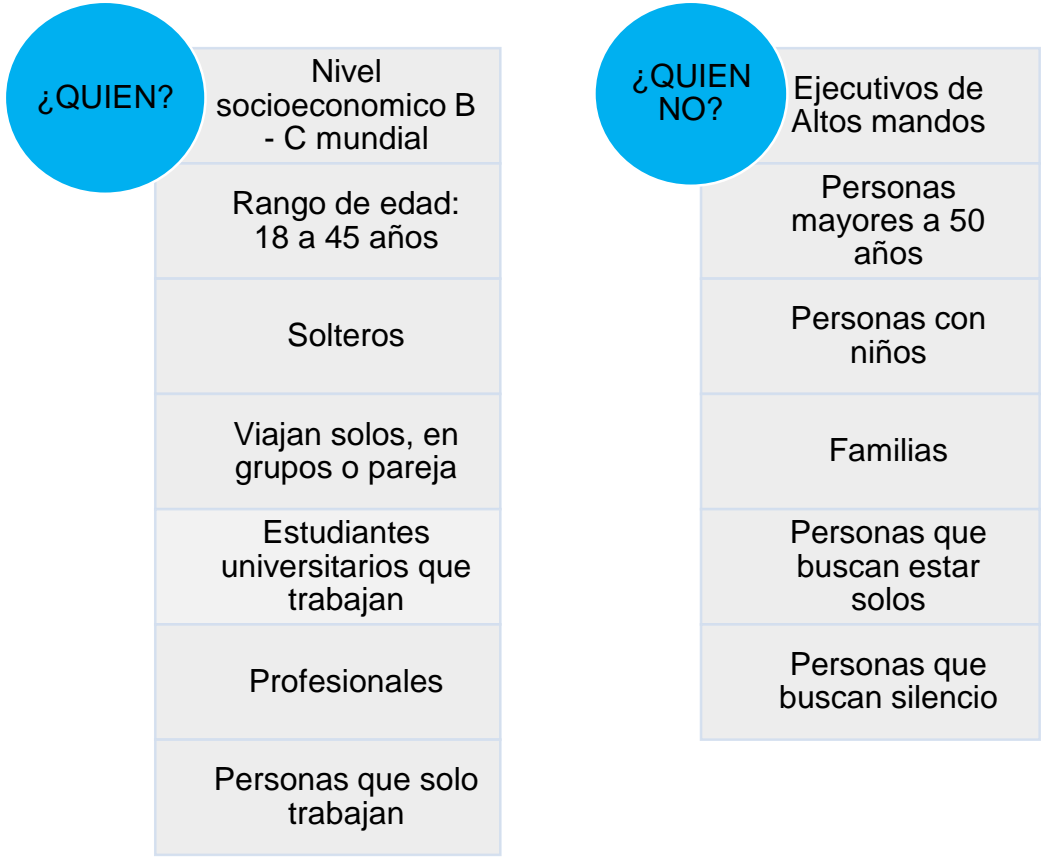 ¿QUIEN?
Nivel
socioeconomico B
- C mundial
Rango de edad:
18 a 45 años
Solteros
Viajan solos, en
grupos o pareja
Estudiantes
universitarios que
trabajan
Profesionales
Personas que solo
trabajan
¿QUIEN
NO?
Ejecutivos de
Altos mandos
Personas
mayores a 50
años
Personas con
niños
Familias
Personas que
buscan estar
solos
Personas que
buscan silencio